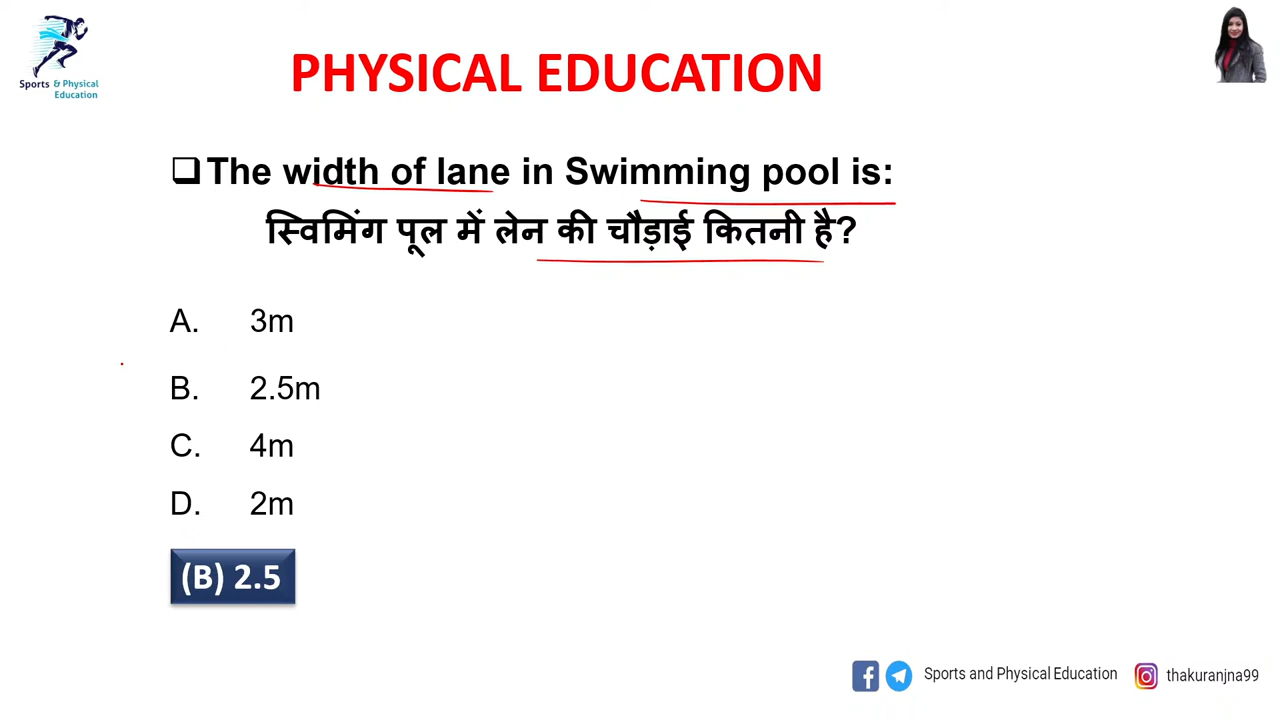 Sports & Physical
Education
PHYSICAL EDUCATION
The width of lane in Swimming pool is:
स्विमिंग पूल में लेन की चौड़ाई कितनी है?
A. 3m
B. 2.5m
C. 4m
D. 2m
(B) 2.5
Sports and Physical Education thakuranjna99